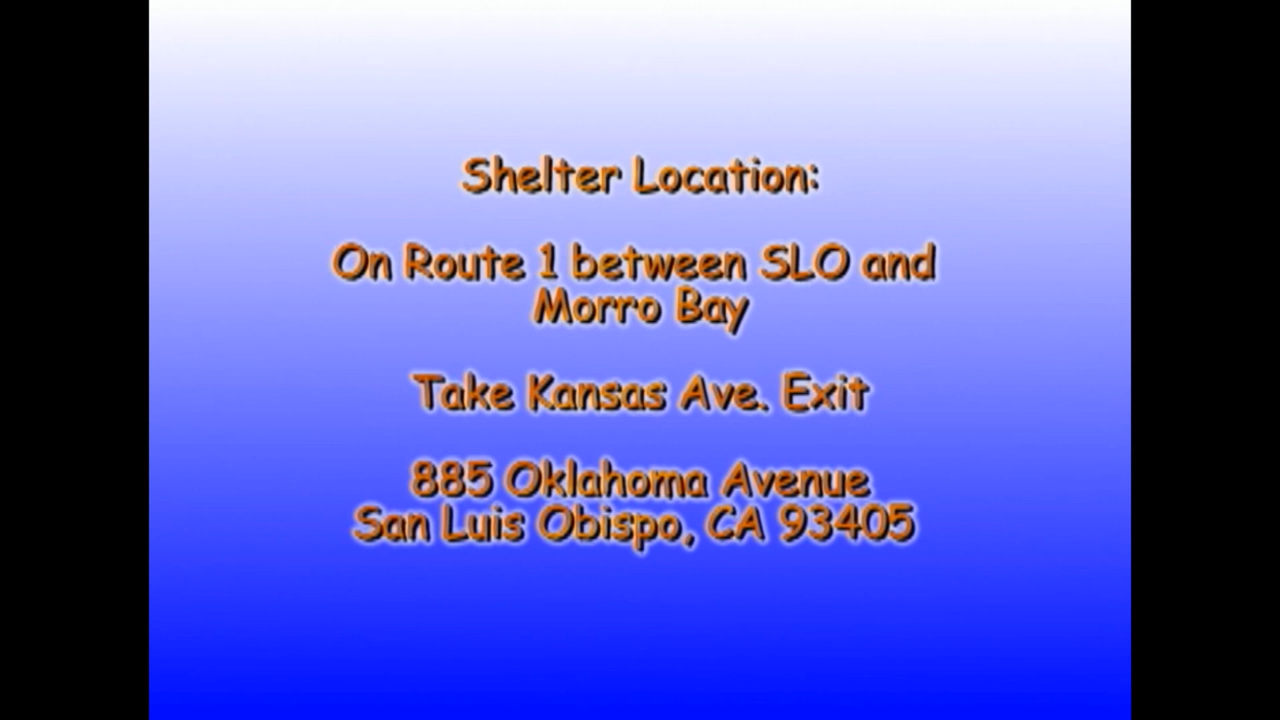 Shelter Location:
On Route 1 between SLO and
Morro Bay
Take Kansas Ave. Exit
885 Oklahoma Avenue
San Luis Obispo, CA 93405